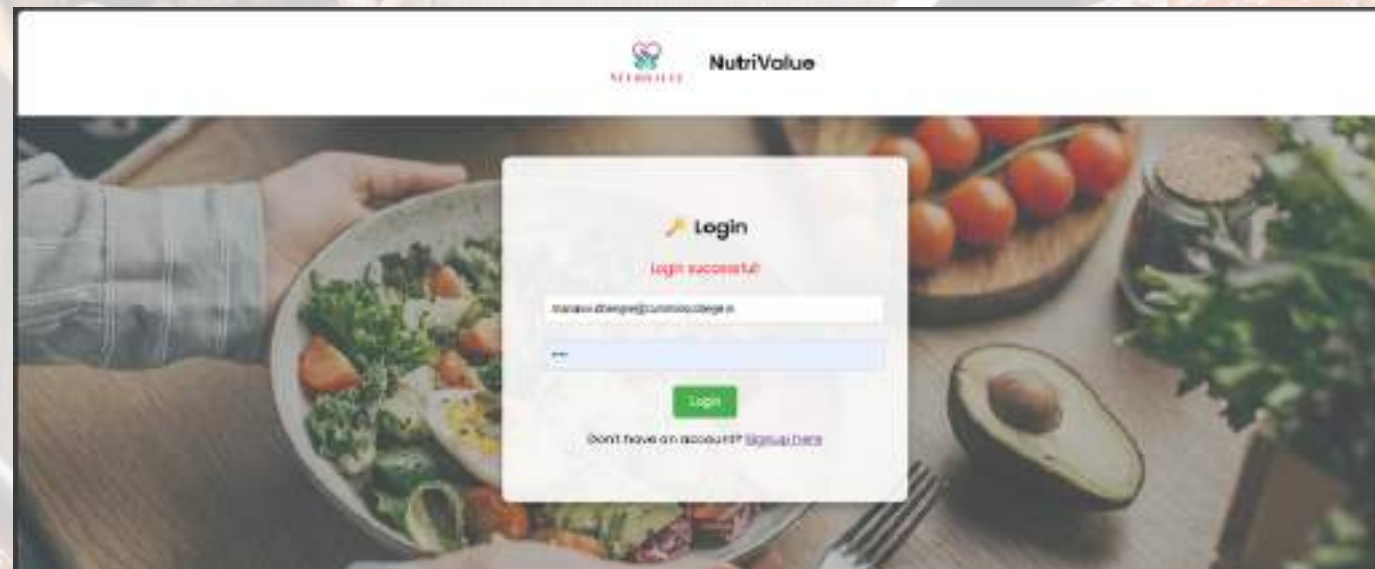 NutriValue
🔑 Login
Login successful!
Login
Don't have an account? Signup here